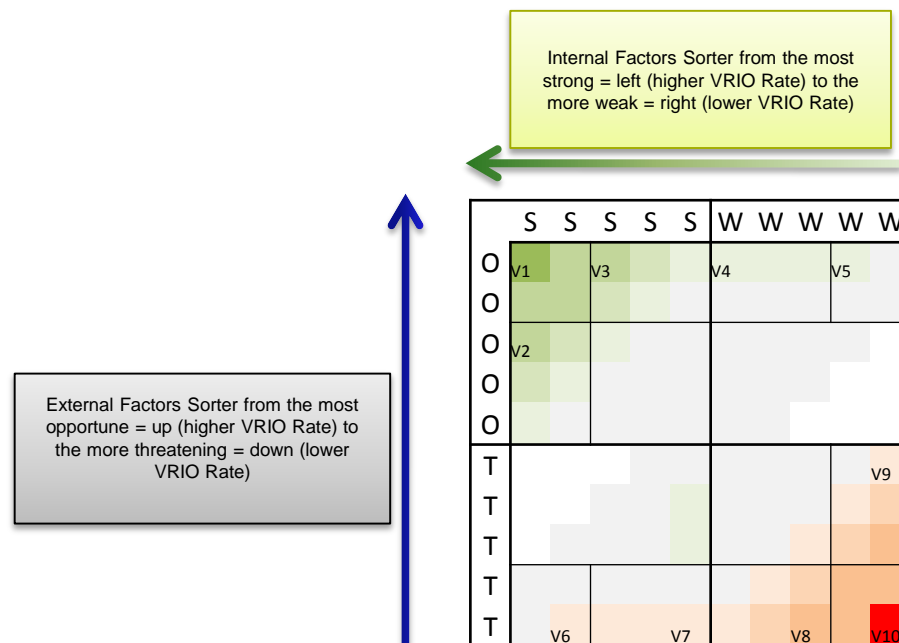 Internal Factors Sorter from the most
strong = left (higher VRIO Rate) to the
more weak = right (lower VRIO Rate)
S S S S S W W W W W
O V1 V3 V4 V5
O
O V2
O
O
External Factors Sorter from the most
opportune = up (higher VRIO Rate) to
the more threatening = down (lower
VRIO Rate)
T V9
T
T
T
T V6 V7 V8 V10